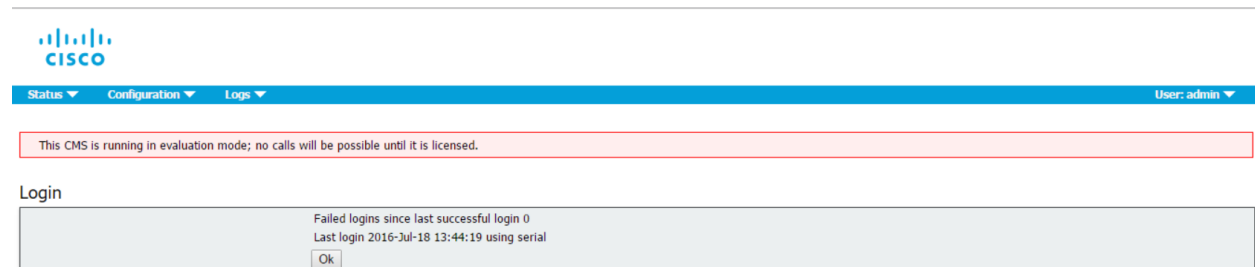 CISCO
Status Configuration Logs User: admin
This CMS is running in evaluation mode; no calls will be possible until it is licensed.
Login
Failed logins since last successful login 0
Last login 2016-Jul-18 13:44:19 using serial
Ok